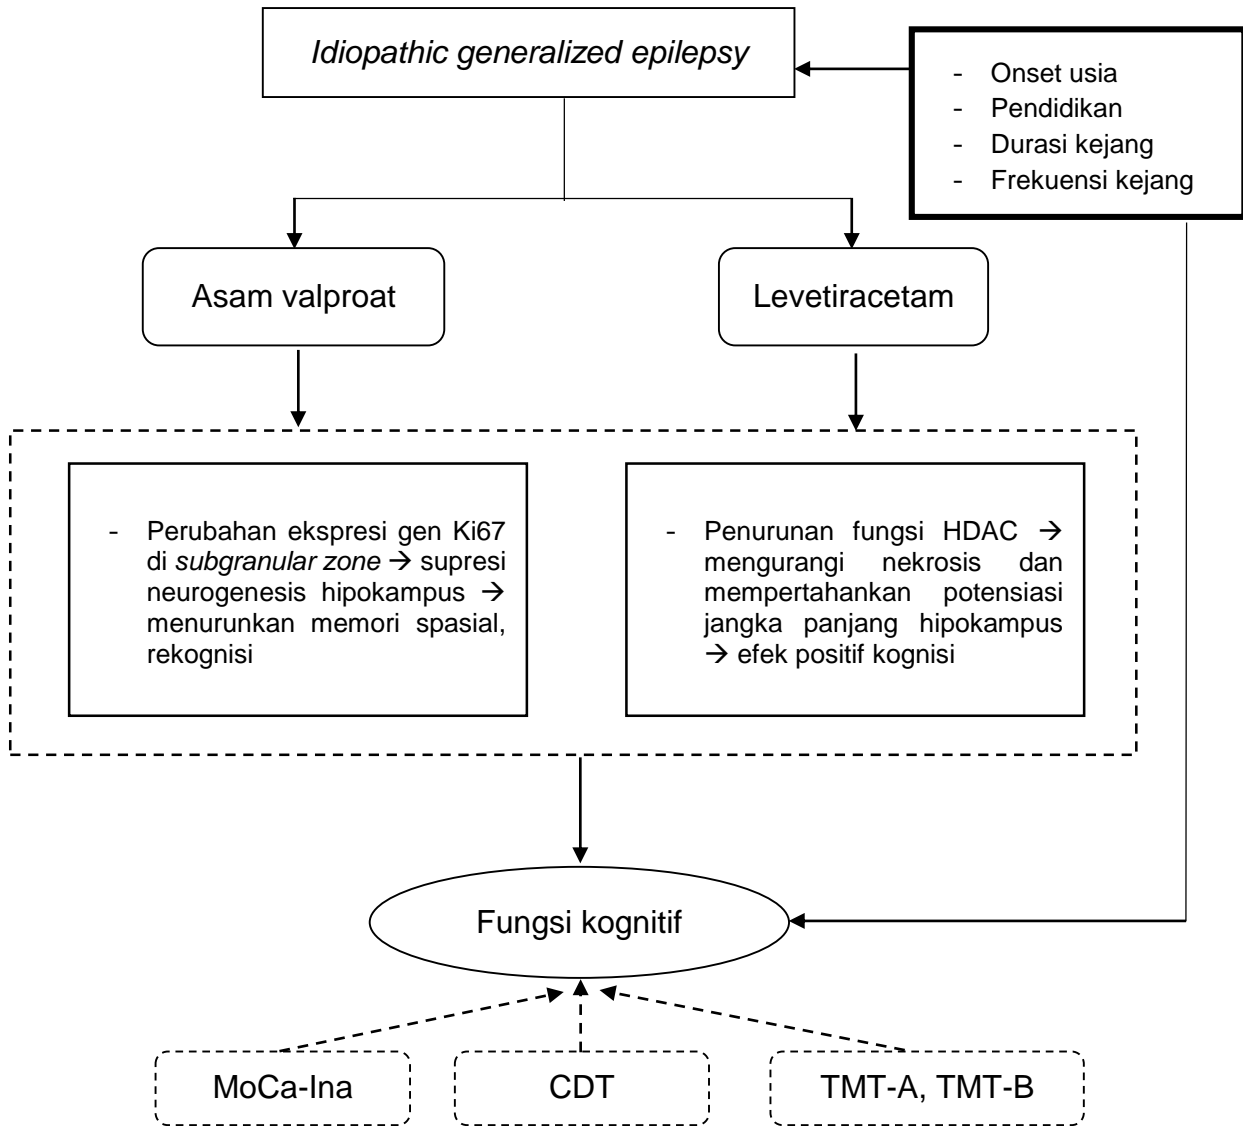 Idiopathic generalized epilepsy
- Onset usia
- Pendidikan
- Durasi kejang
- Frekuensi kejang
Asam valproat
Levetiracetam
- Perubahan ekspresi gen Ki67
di subgranular zone → supresi
neurogenesis hipokampus →
menurunkan memori spasial,
rekognisi
- Penurunan fungsi HDAC →
mengurangi nekrosis dan
mempertahankan potensiasi
jangka panjang hipokampus
→ efek positif kognisi
Fungsi kognitif
MoCa-Ina
CDT
TMT-A, TMT-B